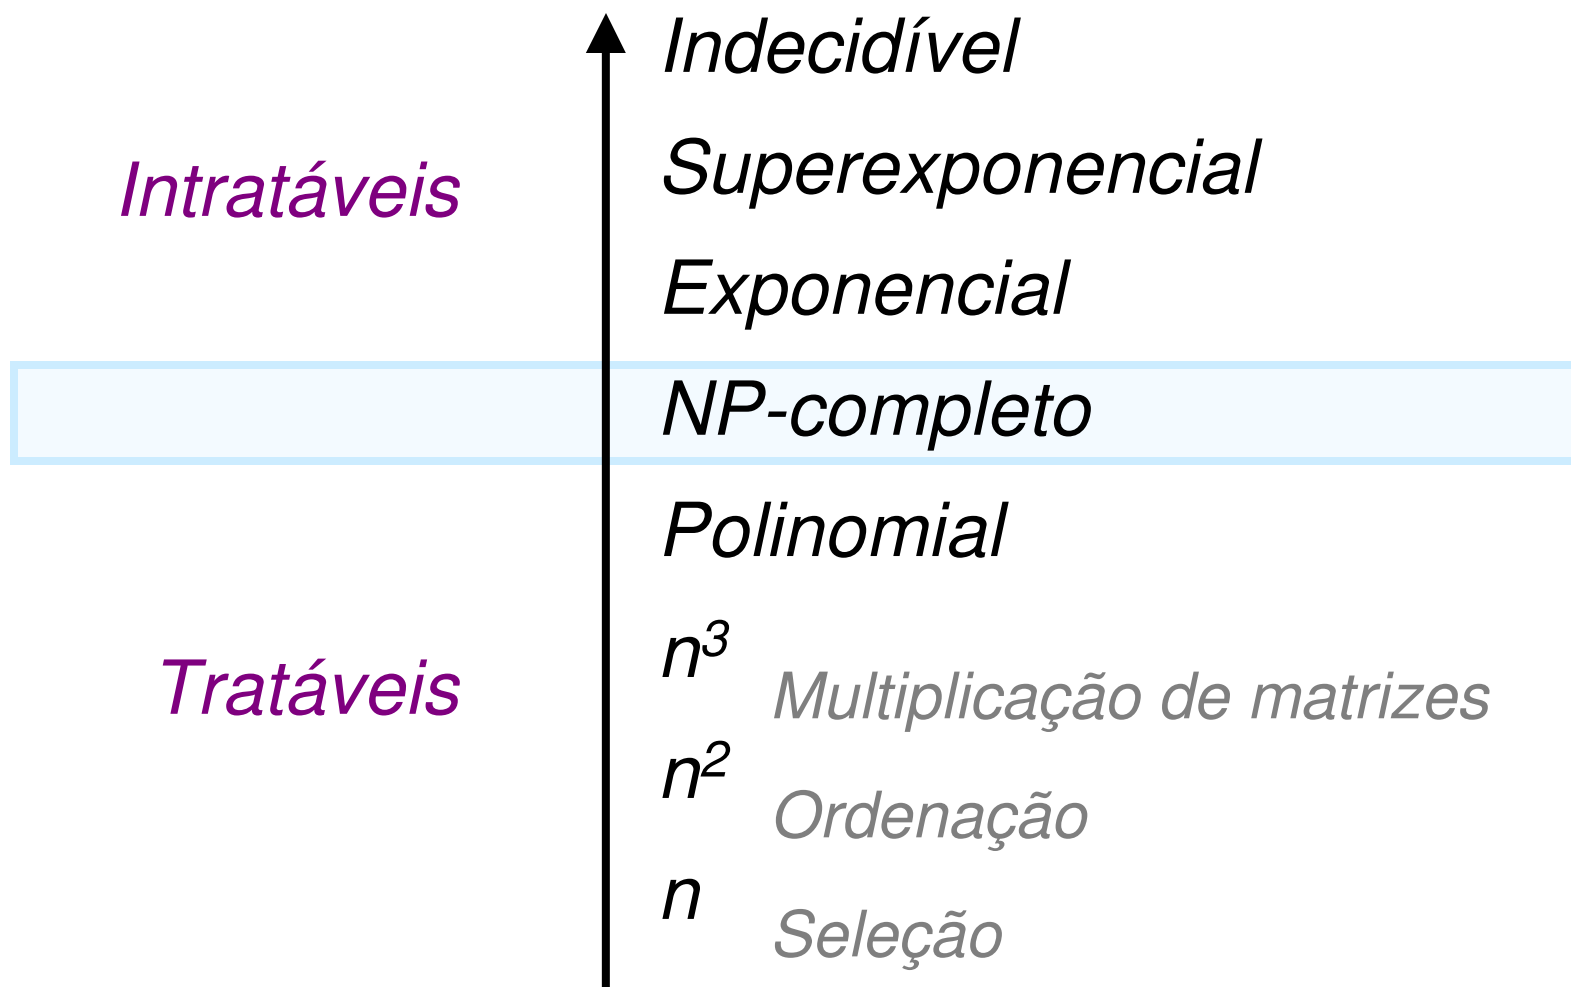 Indecidível
Superexponencial
Intratáveis
Exponencial
NP-completo
Polinomial
n³
Tratáveis
Multiplicação de matrizes
n²
Ordenação
n
Seleção